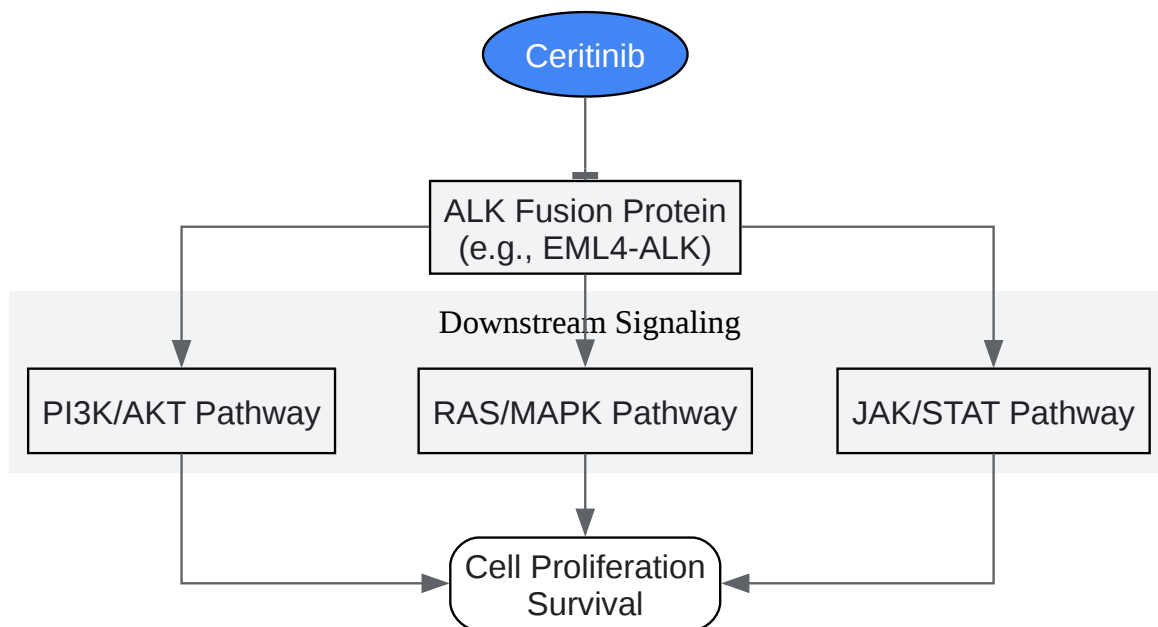 Ceritinib
ALK Fusion Protein
(e.g., EML4-ALK)
Downstream Signaling
PI3K/AKT Pathway
RAS/MAPK Pathway
JAK/STAT Pathway
Cell Proliferation
Survival